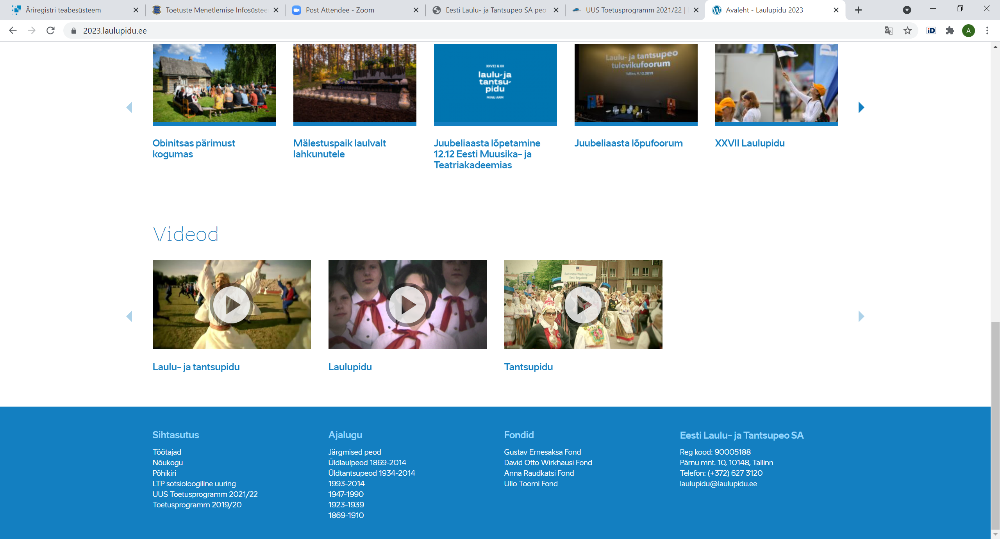 Äriregistri teabesüsteem
Toetuste Menetlemise Infosüstee
Post Attendee - Zoom
Eesti Laulu- ja Tantsupeo SA peo
UUS Toetusprogramm 2021/22 |
Avaleht - Laulupidu 2023
2023.laulupidu.ee
iD
A
XXVII & XX
laulu- ja
tantsu-
pidu
MINU ARM
Laulu- ja tantsupeo
tulevikufoorum
Tallinn, 9.12.2019
Obinitsas pärimust
kogumas
Mälestuspaik laulvalt
lahkunutele
Juubeliaasta lõpetamine
12.12 Eesti Muusika- ja
Teatriakadeemias
Juubeliaasta lõpufoorum
XXVII Laulupidu
Videod
Baltimore-Washingtoni
Eesti Segakoor
Laulu- ja tantsupidu
Laulupidu
Tantsupidu
Sihtasutus
Töötajad
Nõukogu
Põhikiri
LTP sotsioloogiline uuring
UUS Toetusprogramm 2021/22
Toetusprogramm 2019/20
Ajalugu
Järgmised peod
Üldlaulpeod 1869-2014
Üldtantsupeod 1934-2014
1993-2014
1947-1990
1923-1939
1869-1910
Fondid
Gustav Ernesaksa Fond
David Otto Wirkhausi Fond
Anna Raudkatsi Fond
Ullo Toomi Fond
Eesti Laulu- ja Tantsupeo SA
Reg kood: 90005188
Pärnu mnt. 10, 10148, Tallinn
Telefon: (+372) 627 3120
laulupidu@laulupidu.ee